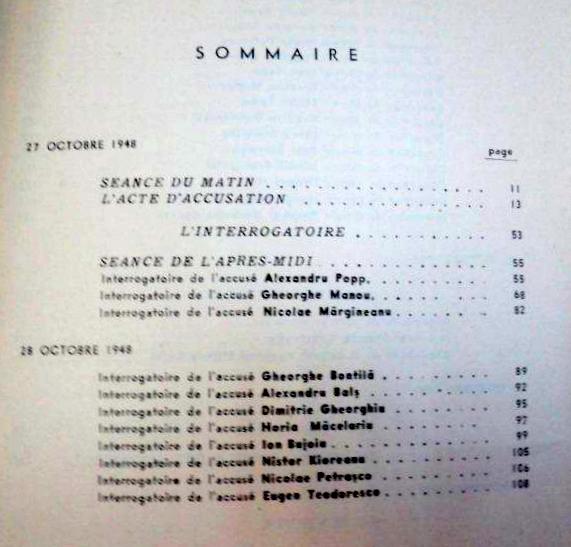 SOMMAIRE
27 OCTOBRE 1948
page
SEANCE DU MATIN . . . . . . . . . . . . . . . . 11
L'ACTE D'ACCUSATION . . . . . . . . . . . . . 13
L'INTERROGATOIRE . . . . . . . . . . 53
SEANCE DE L'APRES-MIDI . . . . . . . . . . . . 55
Interrogatoire de l'accusé Alexandru Popp. . . . . . . . . 55
Interrogatoire de l'accusé Gheorghe Manou. . . . . . . . 68
Interrogatoire de l'accusé Nicolae Mărgineanu . . . . . . 82
28 OCTOBRE 1948
Interrogatoire de l'accusé Gheorghe Bontilă . . . . . . . . 89
Interrogatoire de l'accusé Alexandru Balş . . . . . . . . . 92
Interrogatoire de l'accusé Dimitrie Gheorghiu . . . . . . . 95
Interrogatoire de l'accusé Horia Măcelariu . . . . . . . . 97
Interrogatoire de l'accusé Ion Bujoiu . . . . . . . . . . . 99
Interrogatoire de l'accusé Nistor Kioreanu . . . . . . . . 105
Interrogatoire de l'accusé Nicolae Petrașco . . . . . . . . 106
Interrogatoire de l'accusé Eugen Teodoresco . . . . . . . 108